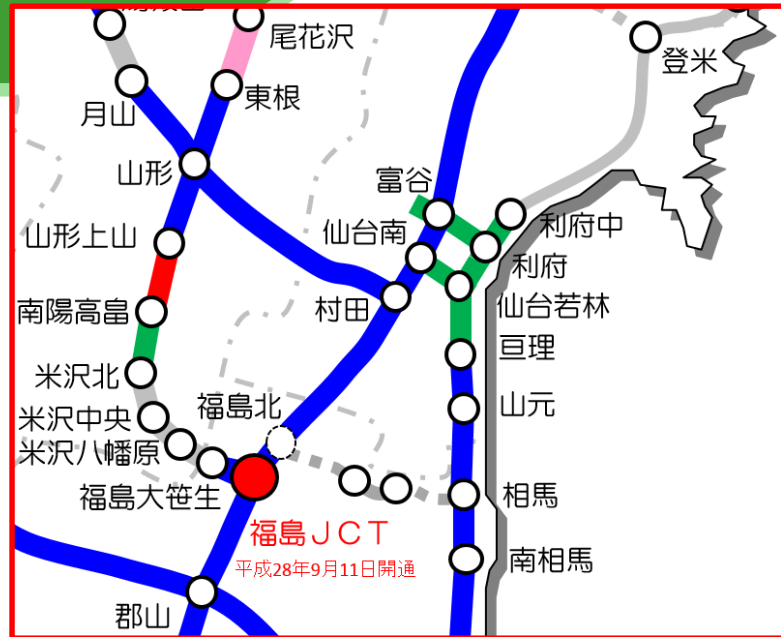 尾花沢
登米
東根
月山
山形
富谷
仙台南
利府中
山形上山
利府
南陽高畠
村田
仙台若林
亘理
米沢北
福島北
山元
米沢中央
米沢八幡原
福島大笹生
相馬
福島JCT
平成28年9月11日開通
南相馬
郡山